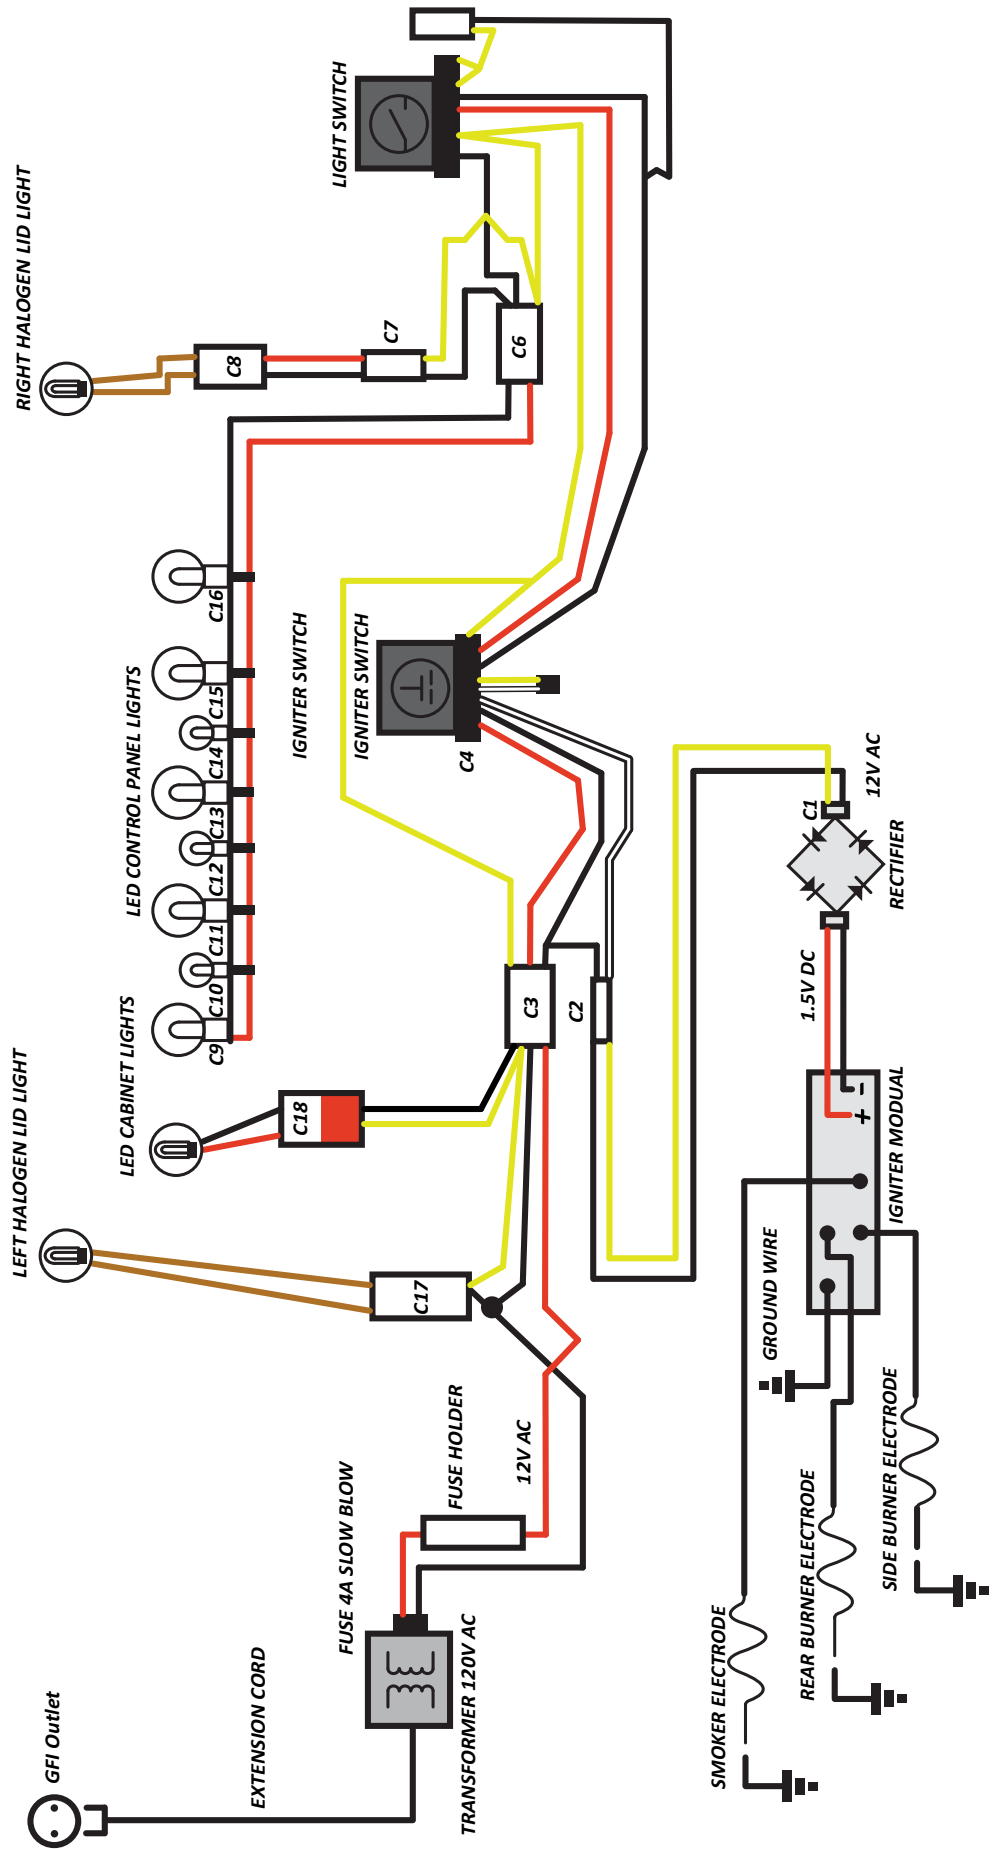 GFI Outlet
EXTENSION CORD
TRANSFORMER 120V AC
FUSE 4A SLOW BLOW
FUSE HOLDER
12V AC
LEFT HALOGEN LID LIGHT
C17
LED CABINET LIGHTS
C18
C3
C2
LED CONTROL PANEL LIGHTS
C9
C10
C11
C12
C13
C14
C15
C16
IGNITER SWITCH
IGNITER SWITCH
C4
RIGHT HALOGEN LID LIGHT
C8
C7
C6
LIGHT SWITCH
SMOKER ELECTRODE
REAR BURNER ELECTRODE
SIDE BURNER ELECTRODE
GROUND WIRE
IGNITER MODUAL
+ -
1.5V DC
RECTIFIER
C1
12V AC